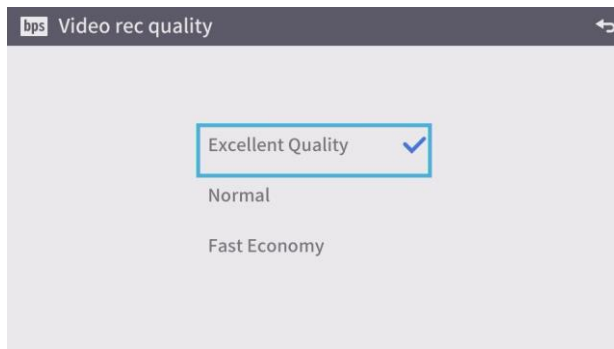 bps Video rec quality
Excellent Quality
Normal
Fast Economy